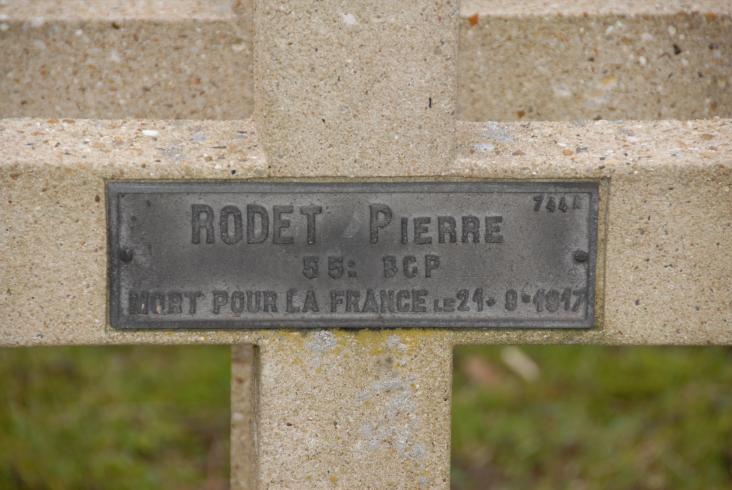 744A
RODET PIERRE
55: BCP
MORT POUR LA FRANCE LE 21-9-1917